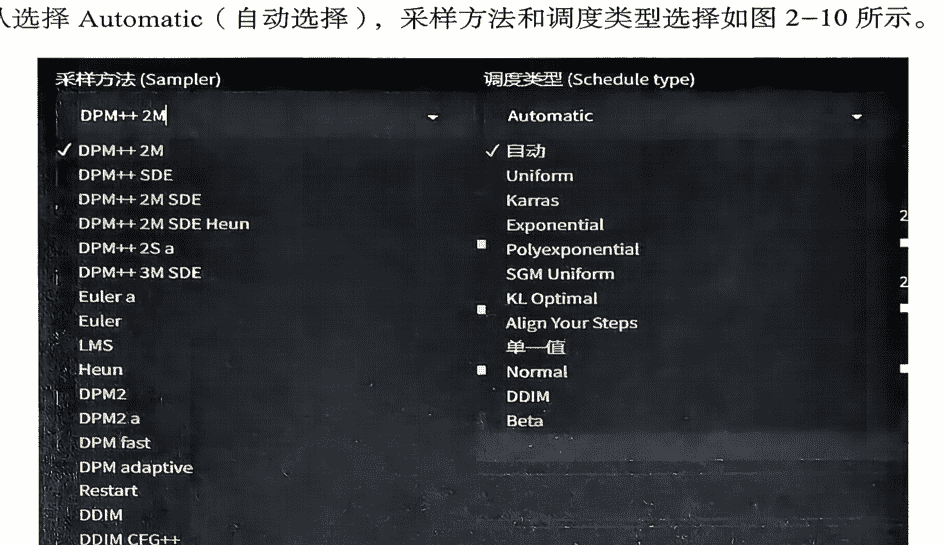 选择 Automatic（自动选择），采样方法和调度类型选择如图 2-10 所示。
采样方法 (Sampler)
DPM++ 2M
DPM++ 2M
DPM++ SDE
DPM++ 2M SDE
DPM++ 2M SDE Heun
DPM++ 2S a
DPM++ 3M SDE
Euler a
Euler
LMS
Heun
DPM2
DPM2 a
DPM fast
DPM adaptive
Restart
DDIM
DDIM CFG++
调度类型 (Schedule type)
Automatic
自动
Uniform
Karras
Exponential
Polyexponential
SGM Uniform
KL Optimal
Align Your Steps
单一值
Normal
DDIM
Beta
2
2